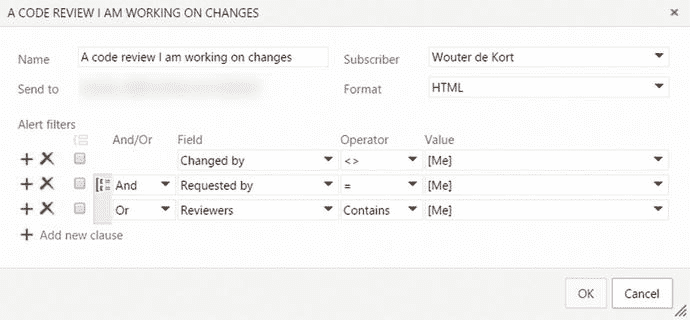 A CODE REVIEW I AM WORKING ON CHANGES
Name A code review I am working on changes Subscriber Wouter de Kort
Send to Format HTML
Alert filters
And/Or Field Operator Value
Changed by <> [Me]
And Requested by = [Me]
Or Reviewers Contains [Me]
Add new clause
OK Cancel